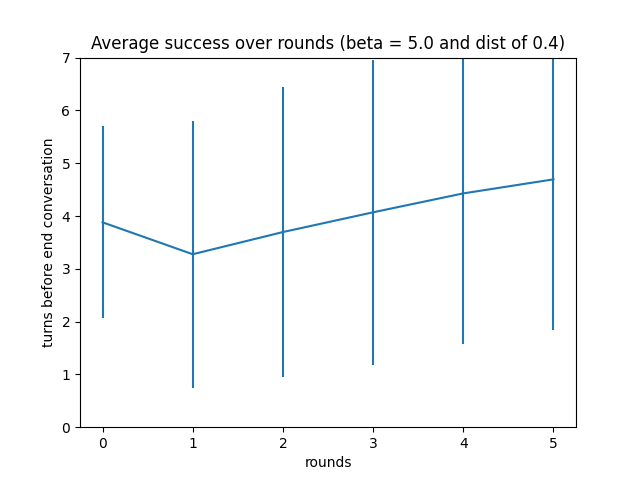 Average success over rounds (beta = 5.0 and dist of 0.4)
7
6
5
4
3
2
1
0
turns before end conversation
0 1 2 3 4 5
rounds